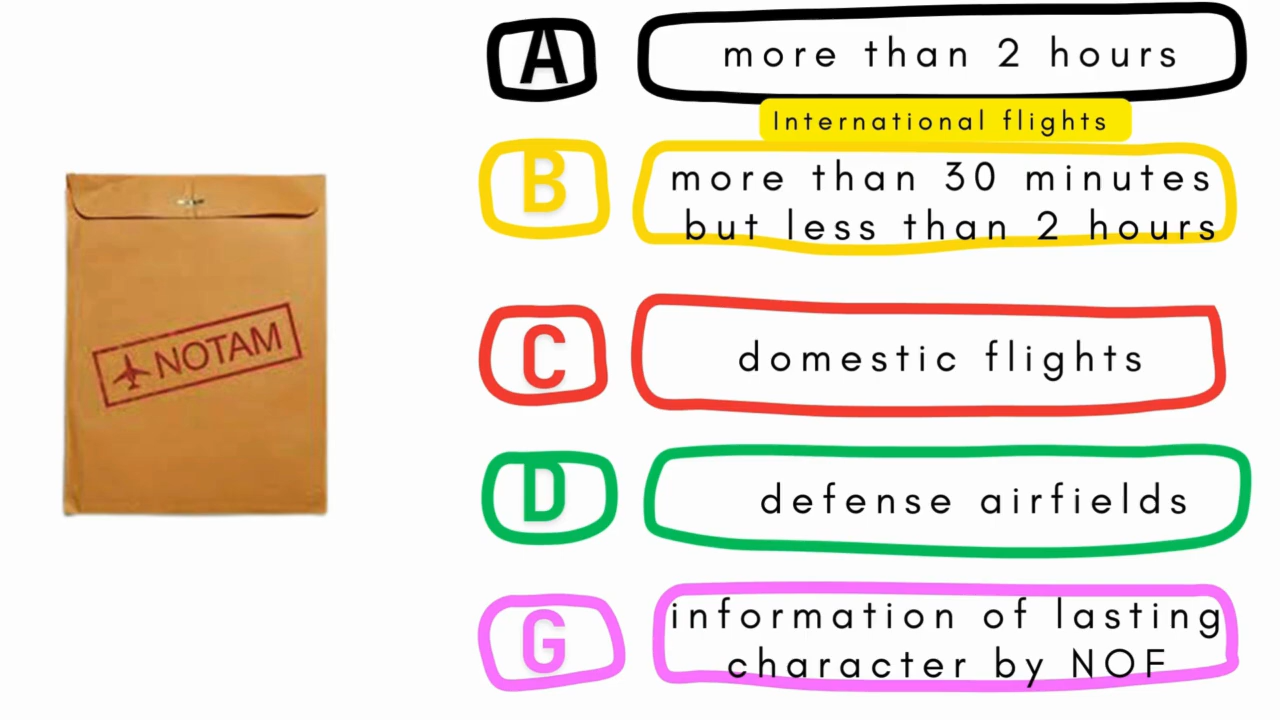 A
more than 2 hours
International flights
B
more than 30 minutes
but less than 2 hours
NOTAM
C
domestic flights
D
defense airfields
G
information of lasting
character by NOF